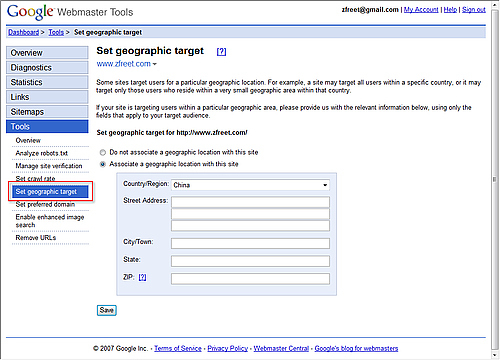 Google Webmaster Tools
zfreet@gmail.com | My Account | Help | Sign out
Dashboard > Tools > Set geographic target
Overview
Diagnostics
Statistics
Links
Sitemaps
Tools
Overview
Analyze robots.txt
Manage site verification
Set crawl rate
Set geographic target
Set preferred domain
Enable enhanced image
search
Remove URLs
Set geographic target [?]
www.zfreet.com
Some sites target users for a particular geographic location. For example, a site may target all users within a specific country, or it may
target only those users who reside within a very small geographic area within that country.
If your site is targeting users within a particular geographic area, please provide us with the relevant information below, using only the
fields that apply to your target audience.
Set geographic target for http://www.zfreet.com/
Do not associate a geographic location with this site
Associate a geographic location with this site
Country/Region: China
Street Address:
City/Town:
State:
ZIP: [?]
Save
© 2007 Google Inc. - Terms of Service - Privacy Policy - Webmaster Central - Google's blog for webmasters